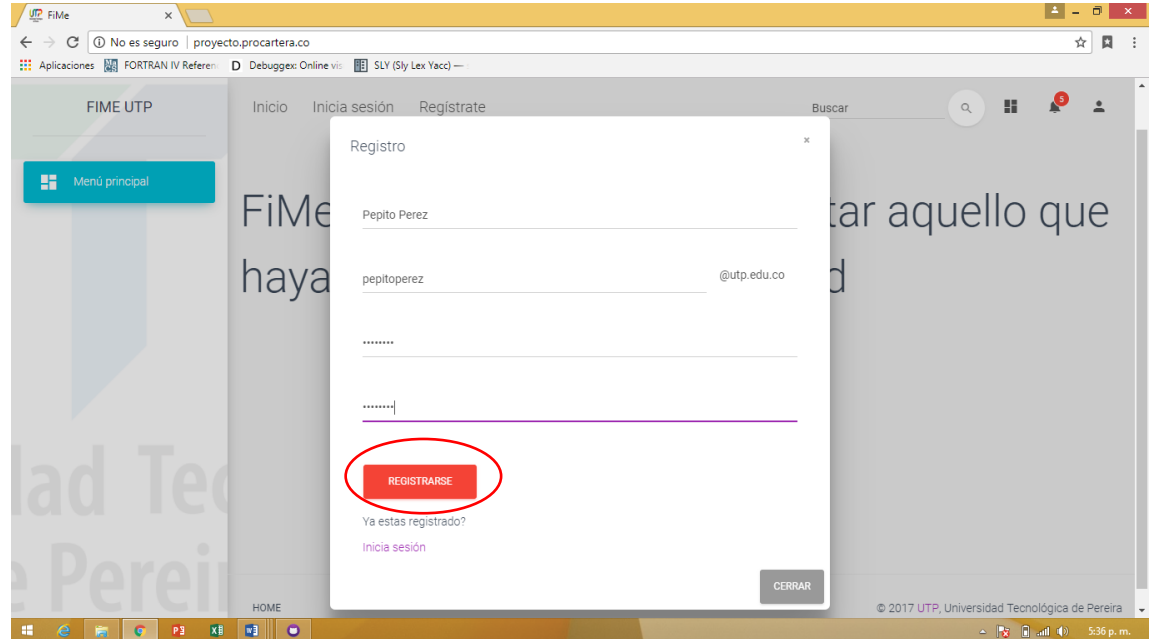 FiMe
No es seguro | proyecto.procartera.co
Aplicaciones FORTRAN IV Referen Debuggex: Online vis SLY (Sly Lex Yacc) —
FIME UTP
Inicio Inicia sesión Regístrate Buscar 5
Menú principal
Registro ×
FiMe tar aquello que
haya d
Pepito Perez
pepitoperez @utp.edu.co
••••••••
••••••••
REGISTRARSE
Ya estas registrado?
Inicia sesión
CERRAR
dad Tec
e Perei
HOME © 2017 UTP, Universidad Tecnológica de Pereira
5:36 p. m.